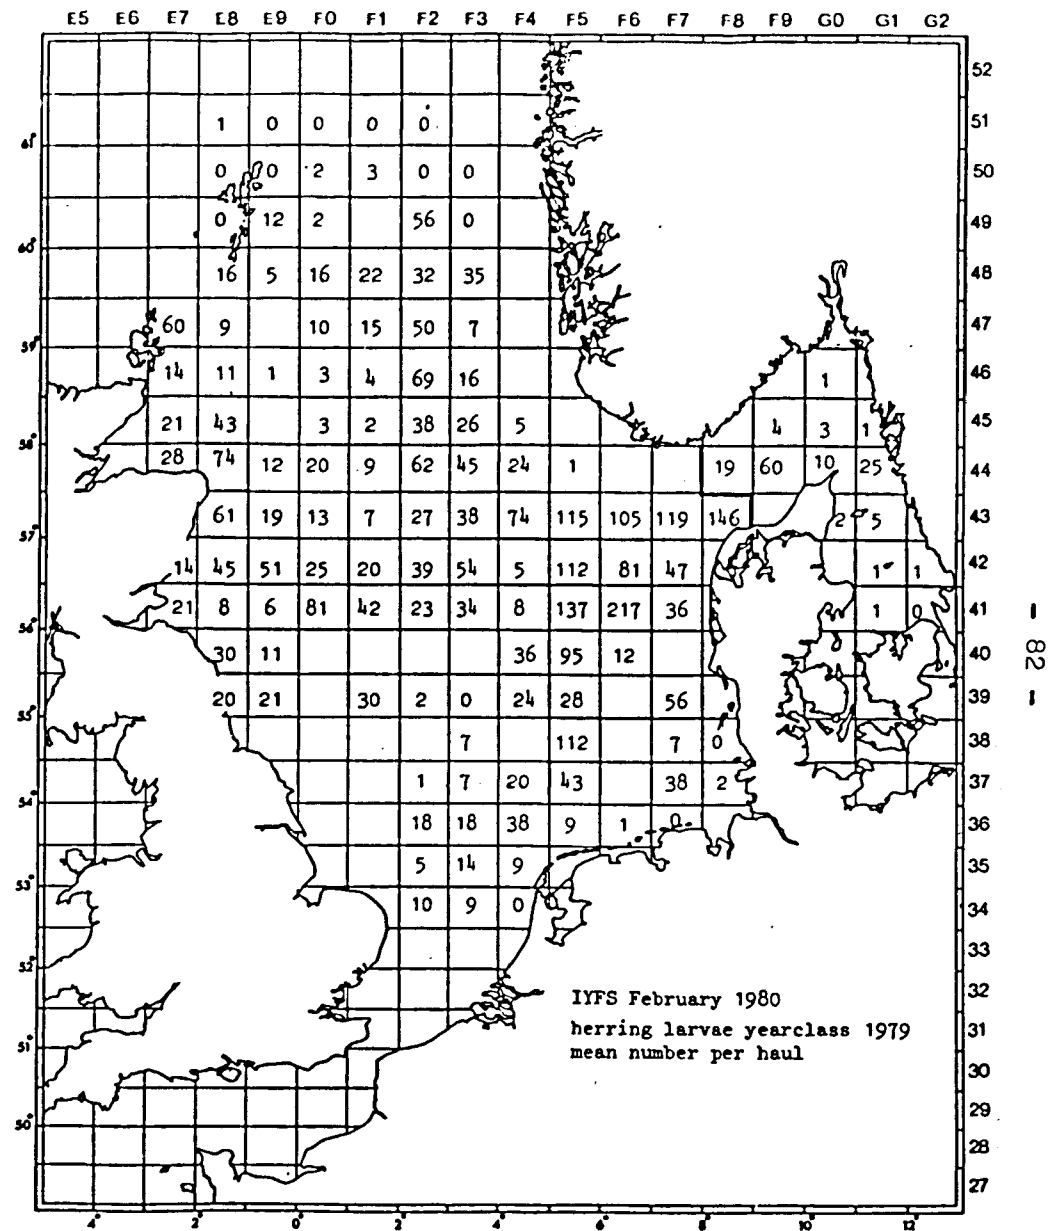 E5 E6 E7 E8 E9 F0 F1 F2 F3 F4 F5 F6 F7 F8 F9 G0 G1 G2
52
1 0 0 0 0 51
61°
0 0 2 3 0 0 50
0 12 2 56 0 49
60°
16 5 16 22 32 35 48
60 9 10 15 50 7 47
59°
14 11 1 3 4 69 16 1 46
21 43 3 2 38 26 5 4 3 1 45
58°
28 74 12 20 9 62 45 24 1 19 60 10 25 44
61 19 13 7 27 38 74 115 105 119 146 2 5 43
57°
14 45 51 25 20 39 54 5 112 81 47 1 1 42
21 8 6 81 42 23 34 8 137 217 36 1 0 41
56°
30 11 36 95 12 40
20 21 30 2 0 24 28 56 39
55°
7 112 7 0 38
1 7 20 43 38 2 37
54°
18 18 38 9 1 0 36
5 14 9 35
53°
10 9 0 34
33
52°
32
31
51°
30
29
50°
28
27
4° 2° 0° 2° 4° 6° 8° 10° 12°
IYFS February 1980
herring larvae yearclass 1979
mean number per haul
- 82 -